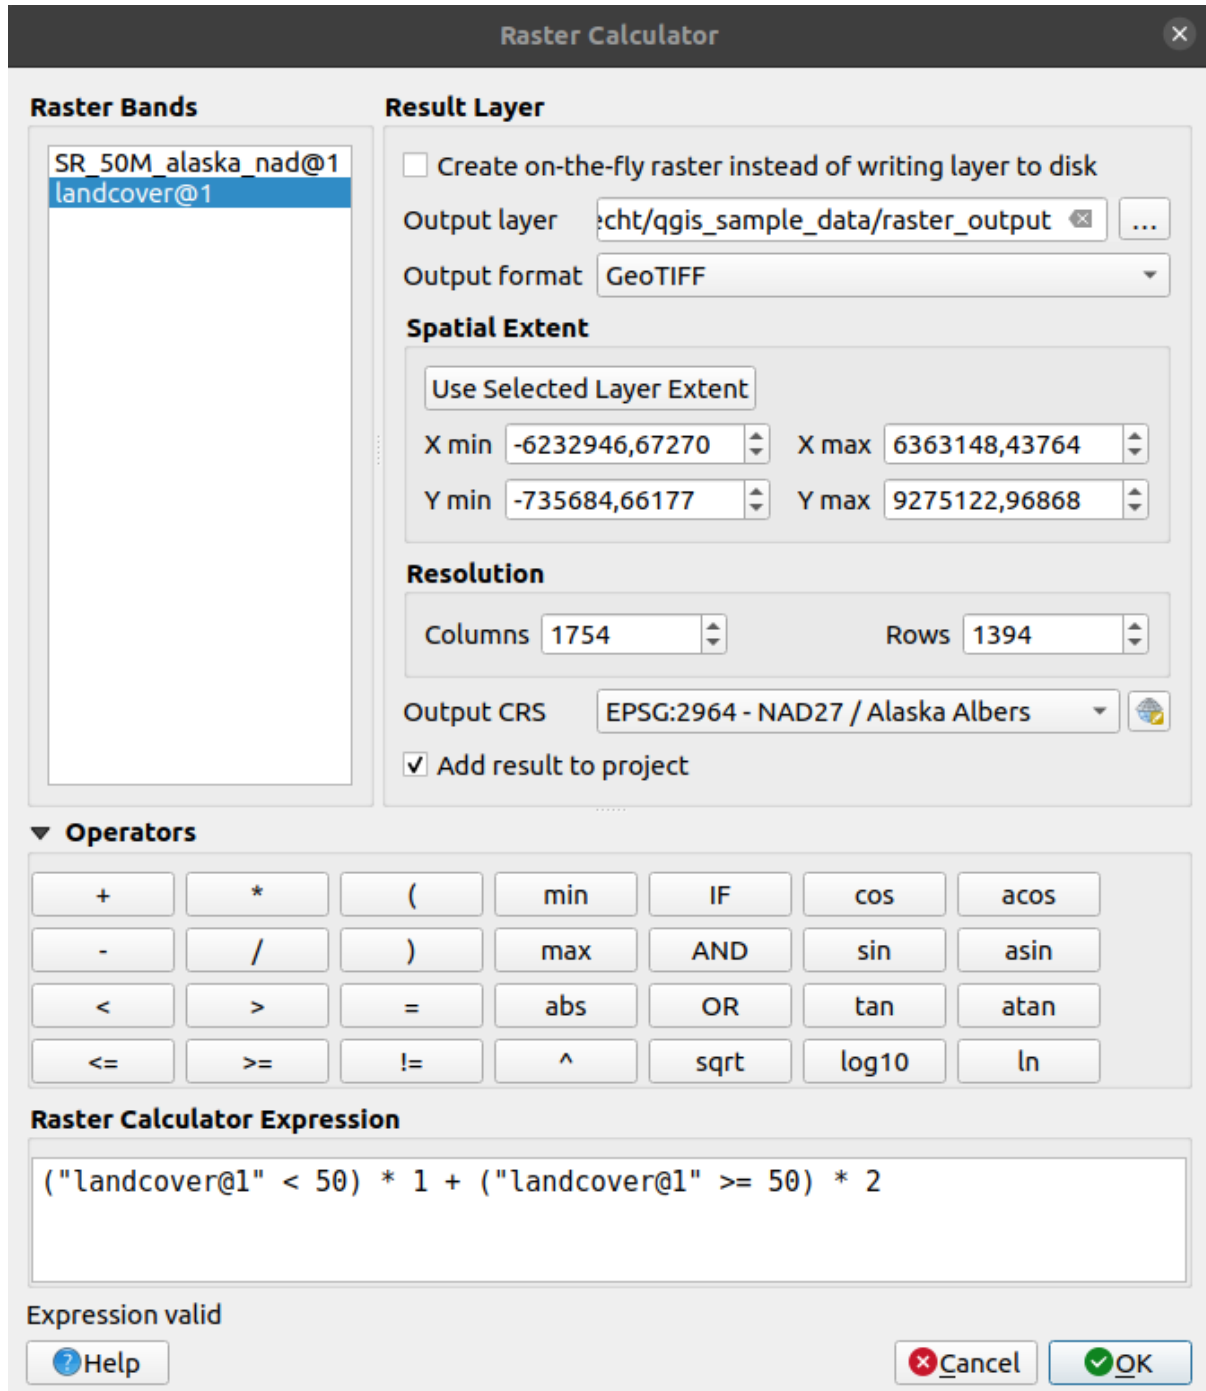 Raster Calculator
Raster Bands
SR_50M_alaska_nad@1
landcover@1
Result Layer
Create on-the-fly raster instead of writing layer to disk
Output layer :cht/qgis_sample_data/raster_output ...
Output format GeoTIFF
Spatial Extent
Use Selected Layer Extent
X min -6232946,67270 X max 6363148,43764
Y min -735684,66177 Y max 9275122,96868
Resolution
Columns 1754 Rows 1394
Output CRS EPSG:2964 - NAD27 / Alaska Albers
Add result to project
Operators
+ * ( min IF cos acos
- / ) max AND sin asin
< > = abs OR tan atan
<= >= != ^ sqrt log10 ln
Raster Calculator Expression
("landcover@1" < 50) * 1 + ("landcover@1" >= 50) * 2
Expression valid
Help Cancel OK